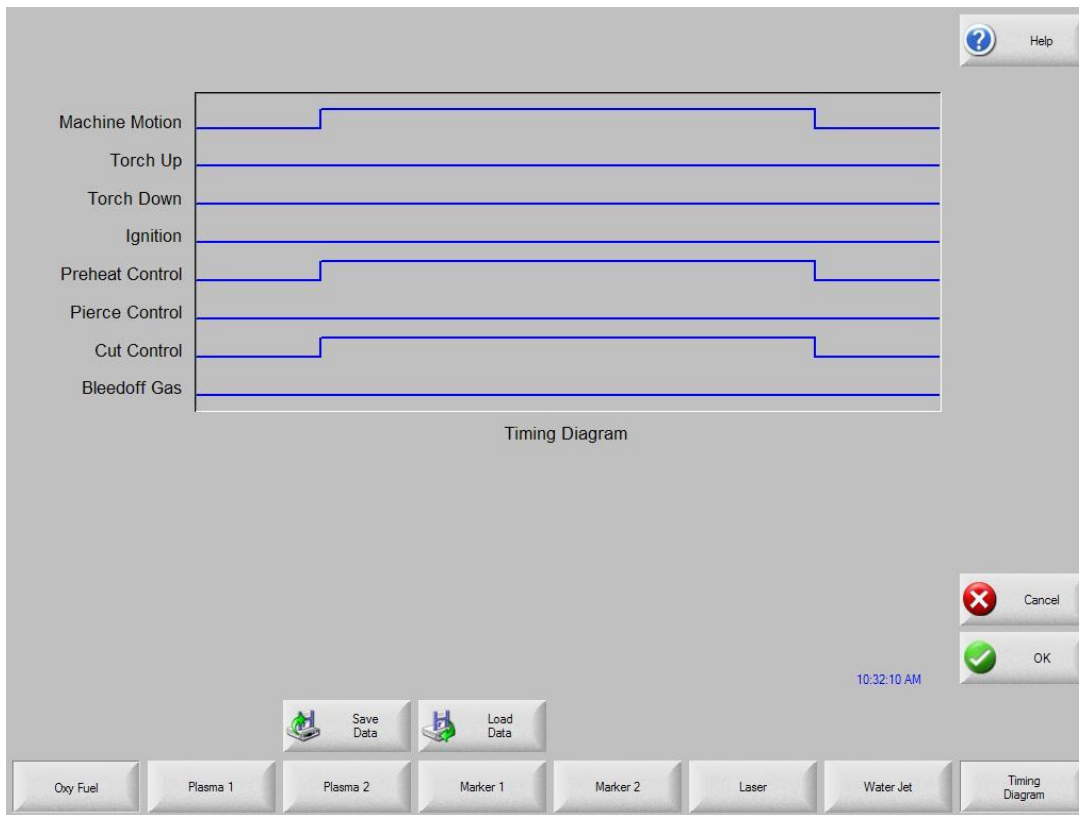 Help
Machine Motion
Torch Up
Torch Down
Ignition
Preheat Control
Pierce Control
Cut Control
Bleedoff Gas
Timing Diagram
Cancel
OK
10:32:10 AM
Save
Data
Load
Data
Oxy Fuel
Plasma 1
Plasma 2
Marker 1
Marker 2
Laser
Water Jet
Timing
Diagram